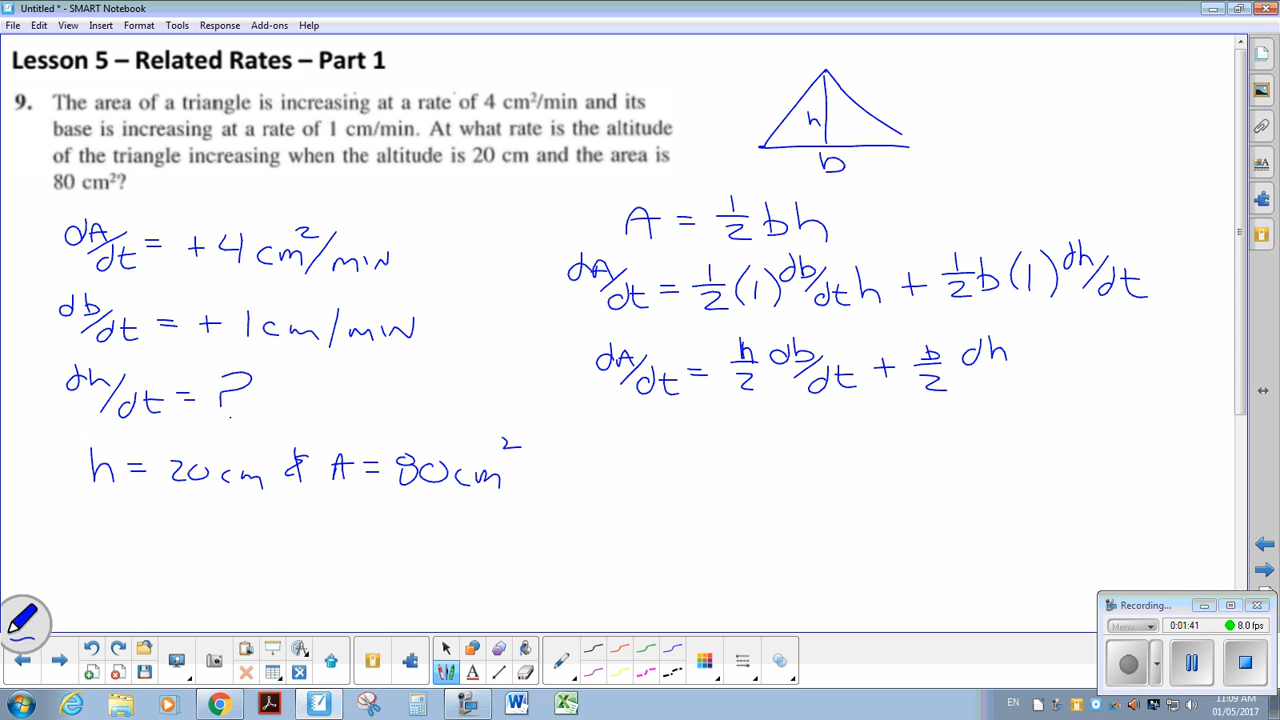 Untitled * - SMART Notebook
File Edit View Insert Format Tools Response Add-ons Help
Lesson 5 – Related Rates – Part 1
9. The area of a triangle is increasing at a rate of 4 cm²/min and its
base is increasing at a rate of 1 cm/min. At what rate is the altitude
of the triangle increasing when the altitude is 20 cm and the area is
80 cm²?
h
b
dA/dt = +4 cm²/min
db/dt = +1 cm/min
dh/dt = ?
h = 20 cm & A = 80 cm²
A = 1/2 bh
dA/dt = 1/2 (1) db/dt h + 1/2 b (1) dh/dt
dA/dt = h/2 db/dt + b/2 dh
Recording...
Menu
0:01:41
8.0 fps
EN
11:09 AM
01/05/2017